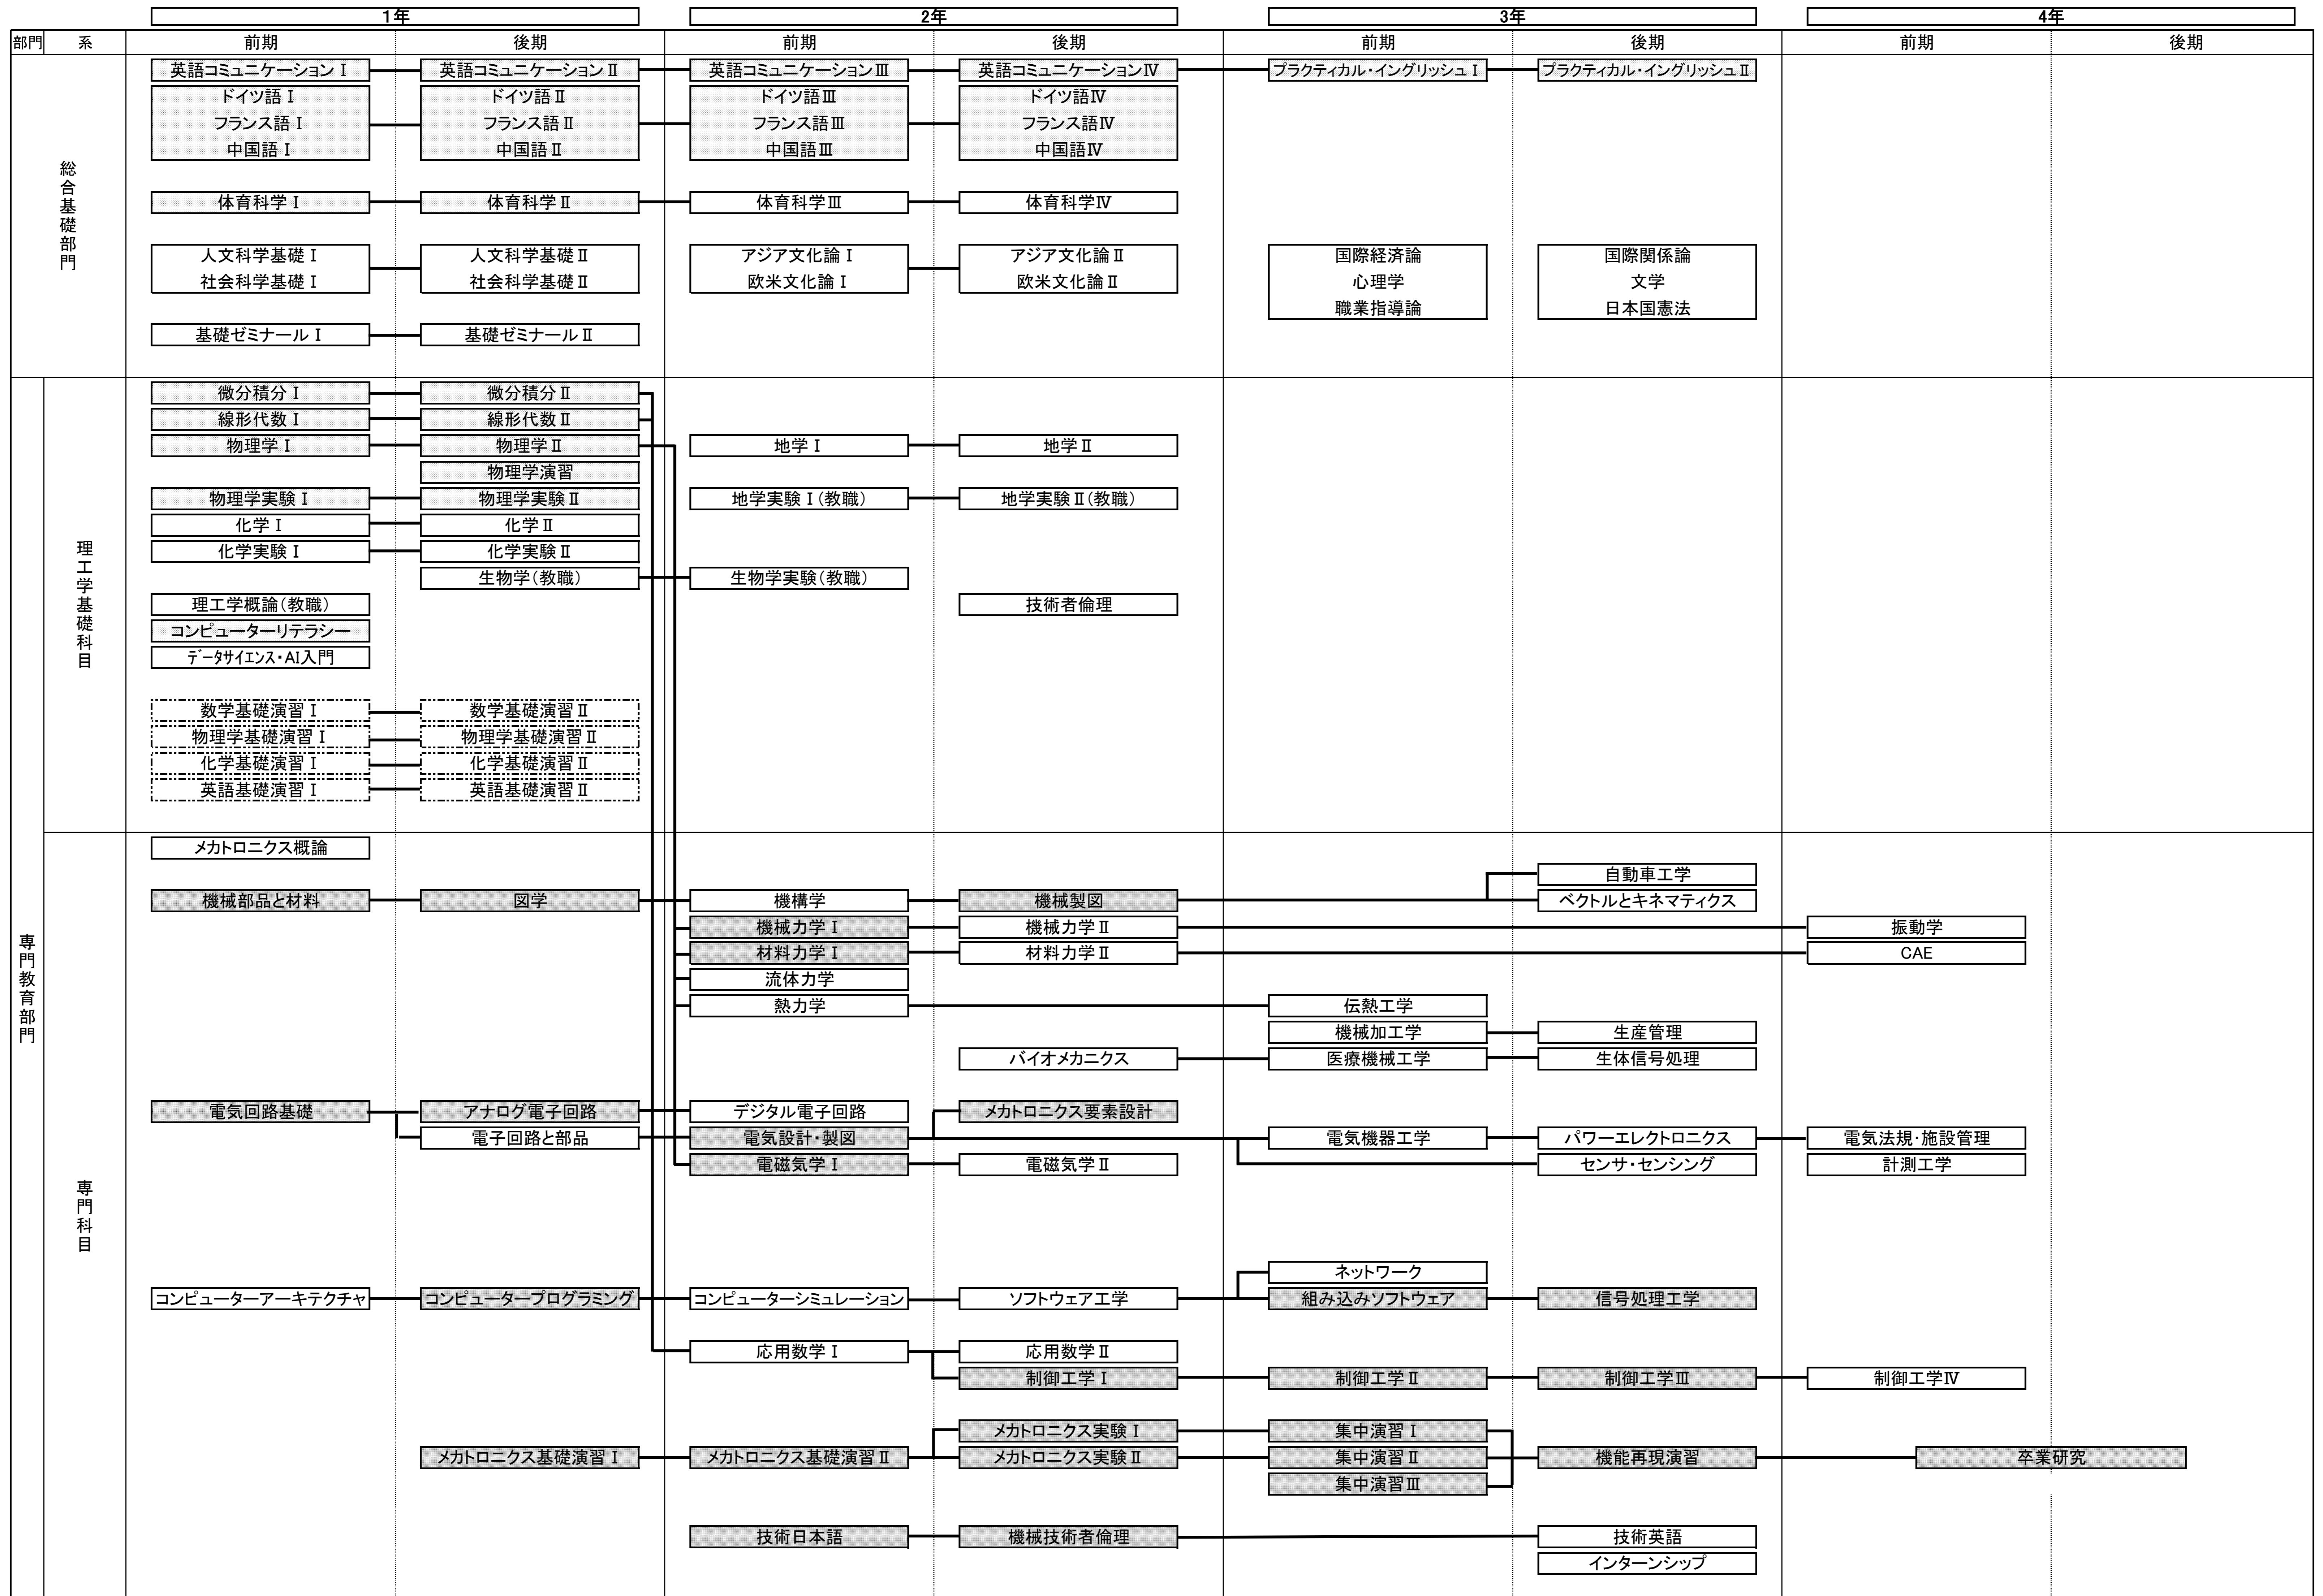 1年 2年 3年 4年
部門 系 前期 後期 前期 後期 前期 後期 前期 後期
総合基礎部門
英語コミュニケーションⅠ 英語コミュニケーションⅡ 英語コミュニケーションⅢ 英語コミュニケーションⅣ プラクティカル・イングリッシュⅠ プラクティカル・イングリッシュⅡ
ドイツ語Ⅰ ドイツ語Ⅱ ドイツ語Ⅲ ドイツ語Ⅳ
フランス語Ⅰ フランス語Ⅱ フランス語Ⅲ フランス語Ⅳ
中国語Ⅰ 中国語Ⅱ 中国語Ⅲ 中国語Ⅳ
体育科学Ⅰ 体育科学Ⅱ 体育科学Ⅲ 体育科学Ⅳ
人文科学基礎Ⅰ 人文科学基礎Ⅱ アジア文化論Ⅰ アジア文化論Ⅱ 国際経済論 国際関係論
社会科学基礎Ⅰ 社会科学基礎Ⅱ 欧米文化論Ⅰ 欧米文化論Ⅱ 心理学 文学
職業指導論 日本国憲法
基礎ゼミナールⅠ 基礎ゼミナールⅡ
専門教育部門
理工学基礎科目
微分積分Ⅰ 微分積分Ⅱ
線形代数Ⅰ 線形代数Ⅱ
物理学Ⅰ 物理学Ⅱ 地学Ⅰ 地学Ⅱ
物理学演習
物理学実験Ⅰ 物理学実験Ⅱ 地学実験Ⅰ(教職) 地学実験Ⅱ(教職)
化学Ⅰ 化学Ⅱ
化学実験Ⅰ 化学実験Ⅱ
生物学(教職) 生物学実験(教職)
理工学概論(教職) 技術者倫理
コンピューターリテラシー
データサイエンス・AI入門
数学基礎演習Ⅰ 数学基礎演習Ⅱ
物理学基礎演習Ⅰ 物理学基礎演習Ⅱ
化学基礎演習Ⅰ 化学基礎演習Ⅱ
英語基礎演習Ⅰ 英語基礎演習Ⅱ
専門科目
メカトロニクス概論
自動車工学
機械部品と材料 図学 機構学 機械製図 ベクトルとキネマティクス
機械力学Ⅰ 機械力学Ⅱ 振動学
材料力学Ⅰ 材料力学Ⅱ CAE
流体力学
熱力学 伝熱工学
機械加工学 生産管理
バイオメカニクス 医療機械工学 生体信号処理
電気回路基礎 アナログ電子回路 デジタル電子回路 メカトロニクス要素設計
電子回路と部品 電気設計・製図 電気機器工学 パワーエレクトロニクス 電気法規・施設管理
電磁気学Ⅰ 電磁気学Ⅱ センサ・センシング 計測工学
ネットワーク
コンピューターアーキテクチャ コンピュータープログラミング コンピューターシミュレーション ソフトウェア工学 組み込みソフトウェア 信号処理工学
応用数学Ⅰ 応用数学Ⅱ
制御工学Ⅰ 制御工学Ⅱ 制御工学Ⅲ 制御工学Ⅳ
メカトロニクス実験Ⅰ 集中演習Ⅰ
メカトロニクス基礎演習Ⅰ メカトロニクス基礎演習Ⅱ メカトロニクス実験Ⅱ 集中演習Ⅱ 機能再現演習 卒業研究
集中演習Ⅲ
技術日本語 機械技術者倫理 技術英語
インターンシップ